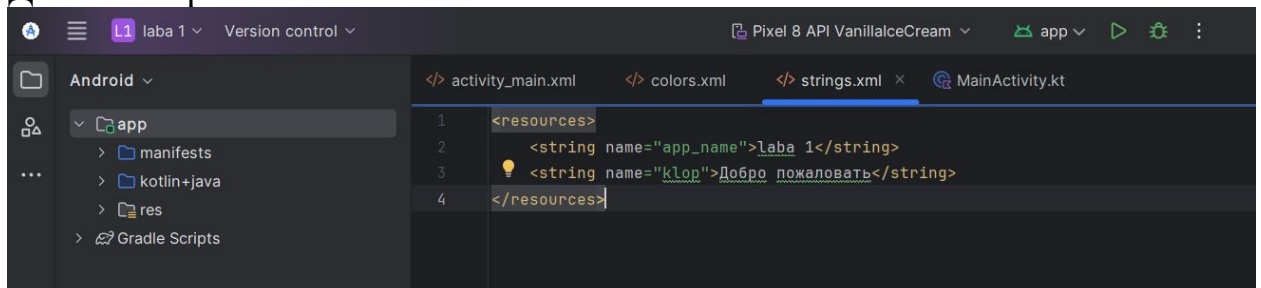 L1 laba 1 Version control Pixel 8 API VanillaIceCream app
Android
activity_main.xml colors.xml strings.xml MainActivity.kt
app
manifests
kotlin+java
res
Gradle Scripts
1 <resources>
2 <string name="app_name">laba 1</string>
3 <string name="klop">Добро пожаловать</string>
4 </resources>